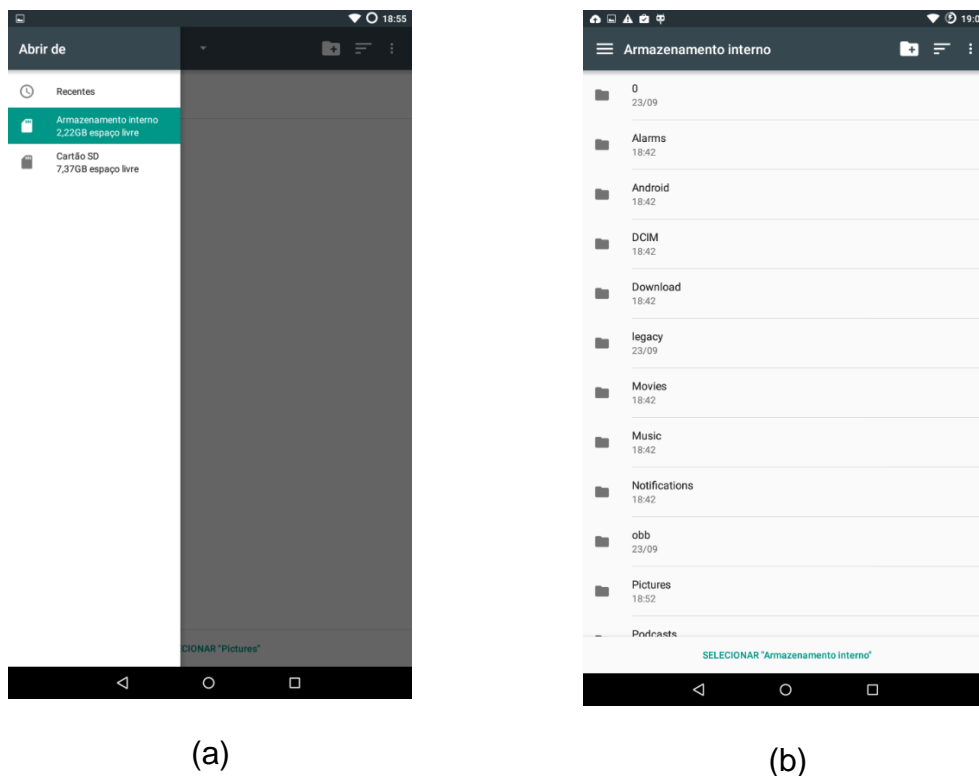 18:55
Abrir de
Recentes
Armazenamento interno
2,22GB espaço livre
Cartão SD
7,37GB espaço livre
CIONAR "Pictures"
(a)
19:0
Armazenamento interno
0
23/09
Alarms
18:42
Android
18:42
DCIM
18:42
Download
18:42
legacy
23/09
Movies
18:42
Music
18:42
Notifications
18:42
obb
23/09
Pictures
18:52
Podcasts
SELECIONAR "Armazenamento interno"
(b)